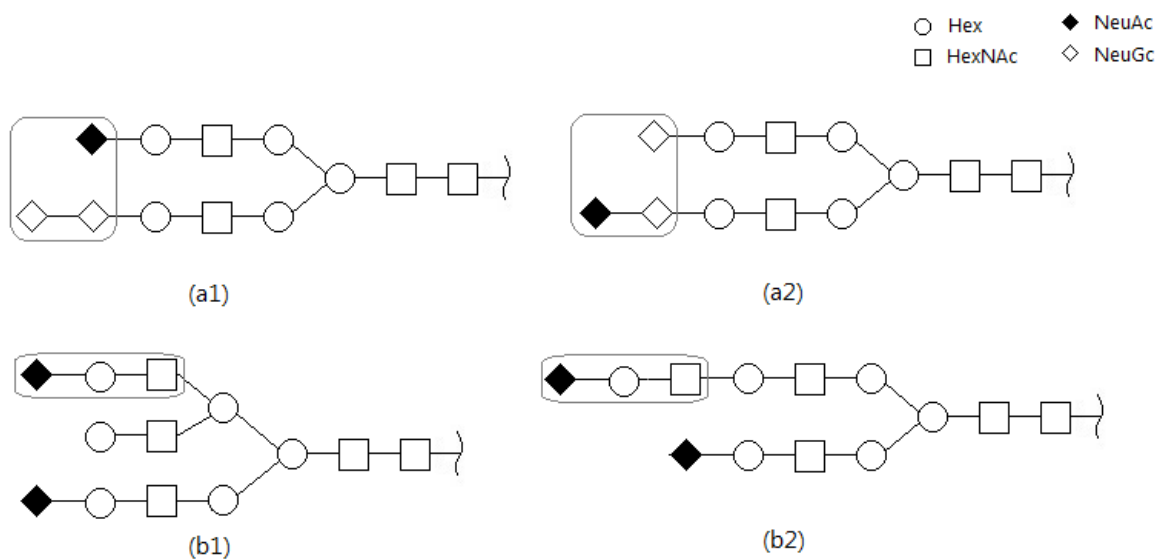 Hex
NeuAc
HexNAc
NeuGc
(a1)
(a2)
(b1)
(b2)